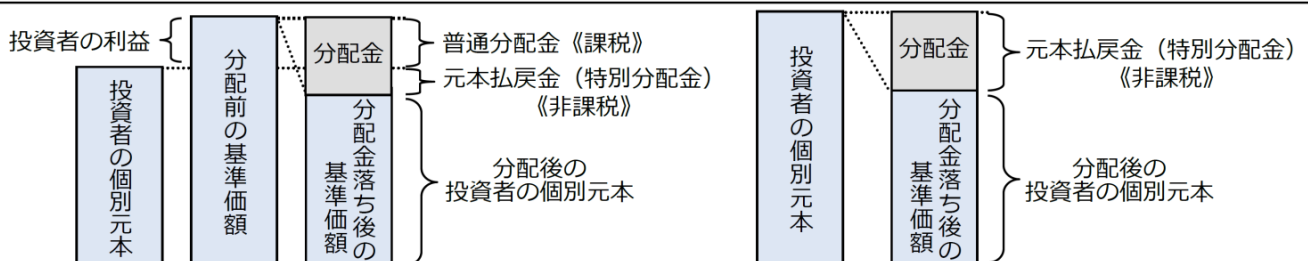 投資者の利益
投資者の個別元本
分配前の基準価額
分配金
分配金落ち後の
基準価額
普通分配金《課税》
元本払戻金（特別分配金）
《非課税》
分配後の
投資者の個別元本
投資者の個別元本
分配金
分配金落ち後の
基準価額
元本払戻金（特別分配金）
《非課税》
分配後の
投資者の個別元本